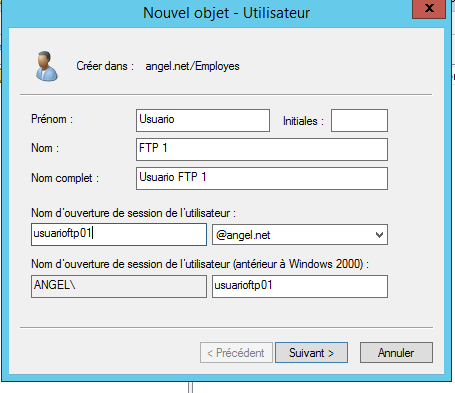 Nouvel objet - Utilisateur
x
Créer dans : angel.net/Employes
Prénom : Usuario Initiales :
Nom : FTP 1
Nom complet : Usuario FTP 1
Nom d'ouverture de session de l'utilisateur :
usuarioftp01 @angel.net
Nom d'ouverture de session de l'utilisateur (antérieur à Windows 2000) :
ANGEL\ usuarioftp01
< Précédent Suivant > Annuler